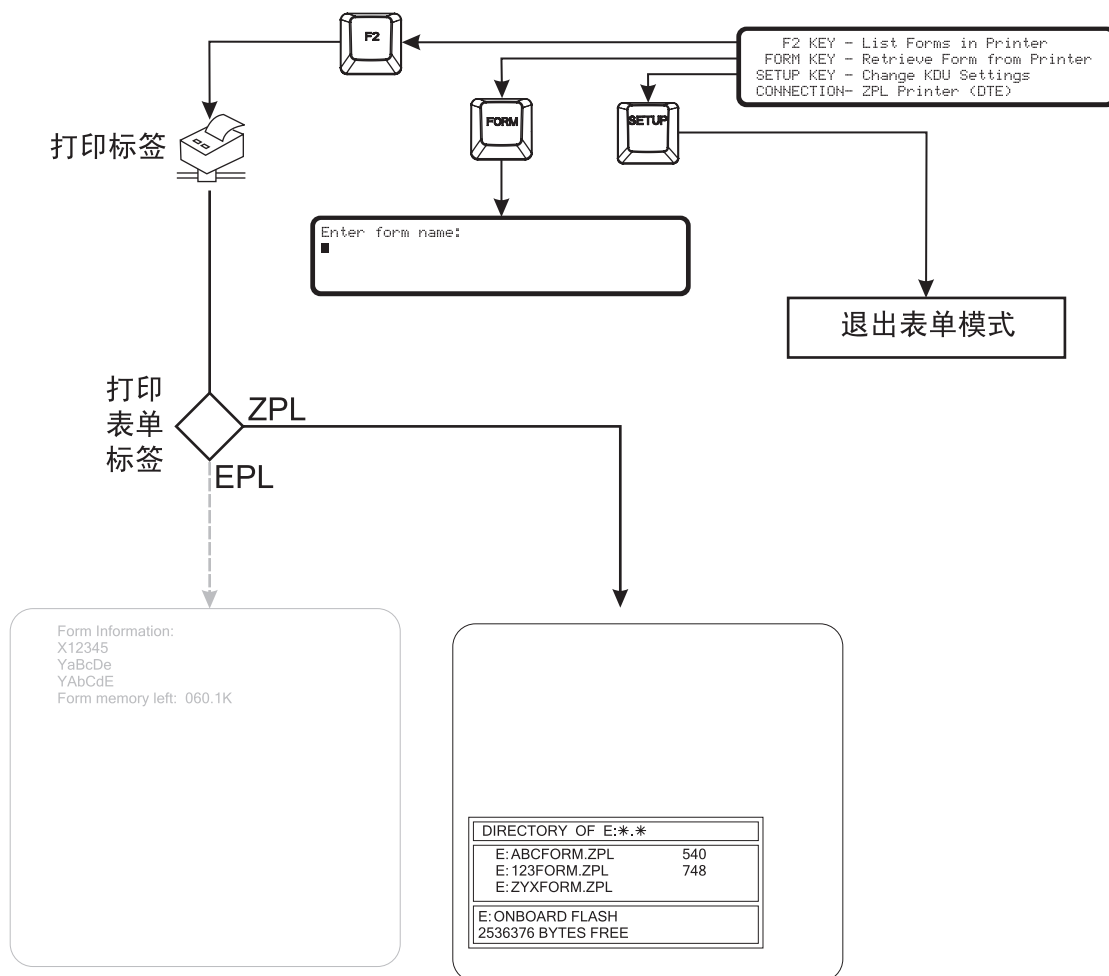 F2
F2 KEY – List Forms in Printer
FORM KEY – Retrieve Form from Printer
SETUP KEY – Change KDU Settings
CONNECTION– ZPL Printer (DTE)
FORM
SETUP
打印标签
Enter form name:
退出表单模式
打印
表单
标签
ZPL
EPL
Form Information:
X12345
YaBcDe
YAbCdE
Form memory left: 060.1K
DIRECTORY OF E:*.*
E:ABCFORM.ZPL 540
E:123FORM.ZPL 748
E:ZYXFORM.ZPL
E:ONBOARD FLASH
2536376 BYTES FREE